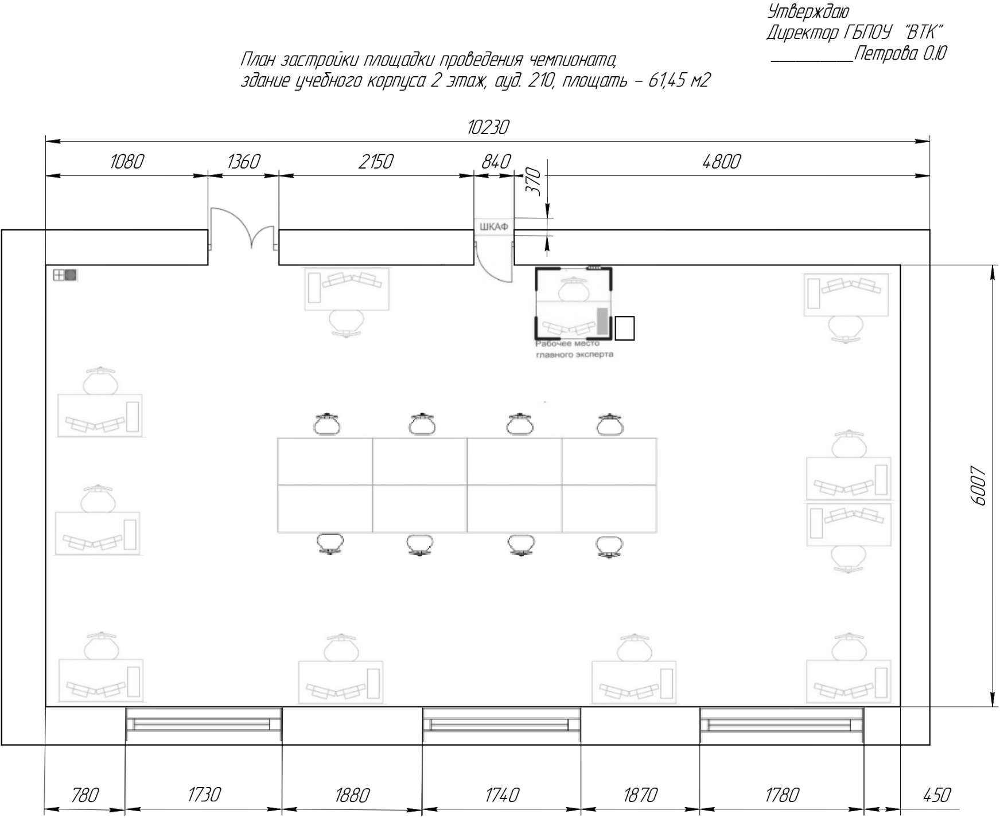 Утверждаю
Директор ГБПОУ "ВТК"
__________Петрова О.Ю
План застройки площадки проведения чемпионата,
здание учебного корпуса 2 этаж, ауд. 210, площать - 61,45 м2
10230
1080 1360 2150 840 4800
370
ШКАФ
Рабочее место
главного эксперта
6007
780 1730 1880 1740 1870 1780 450